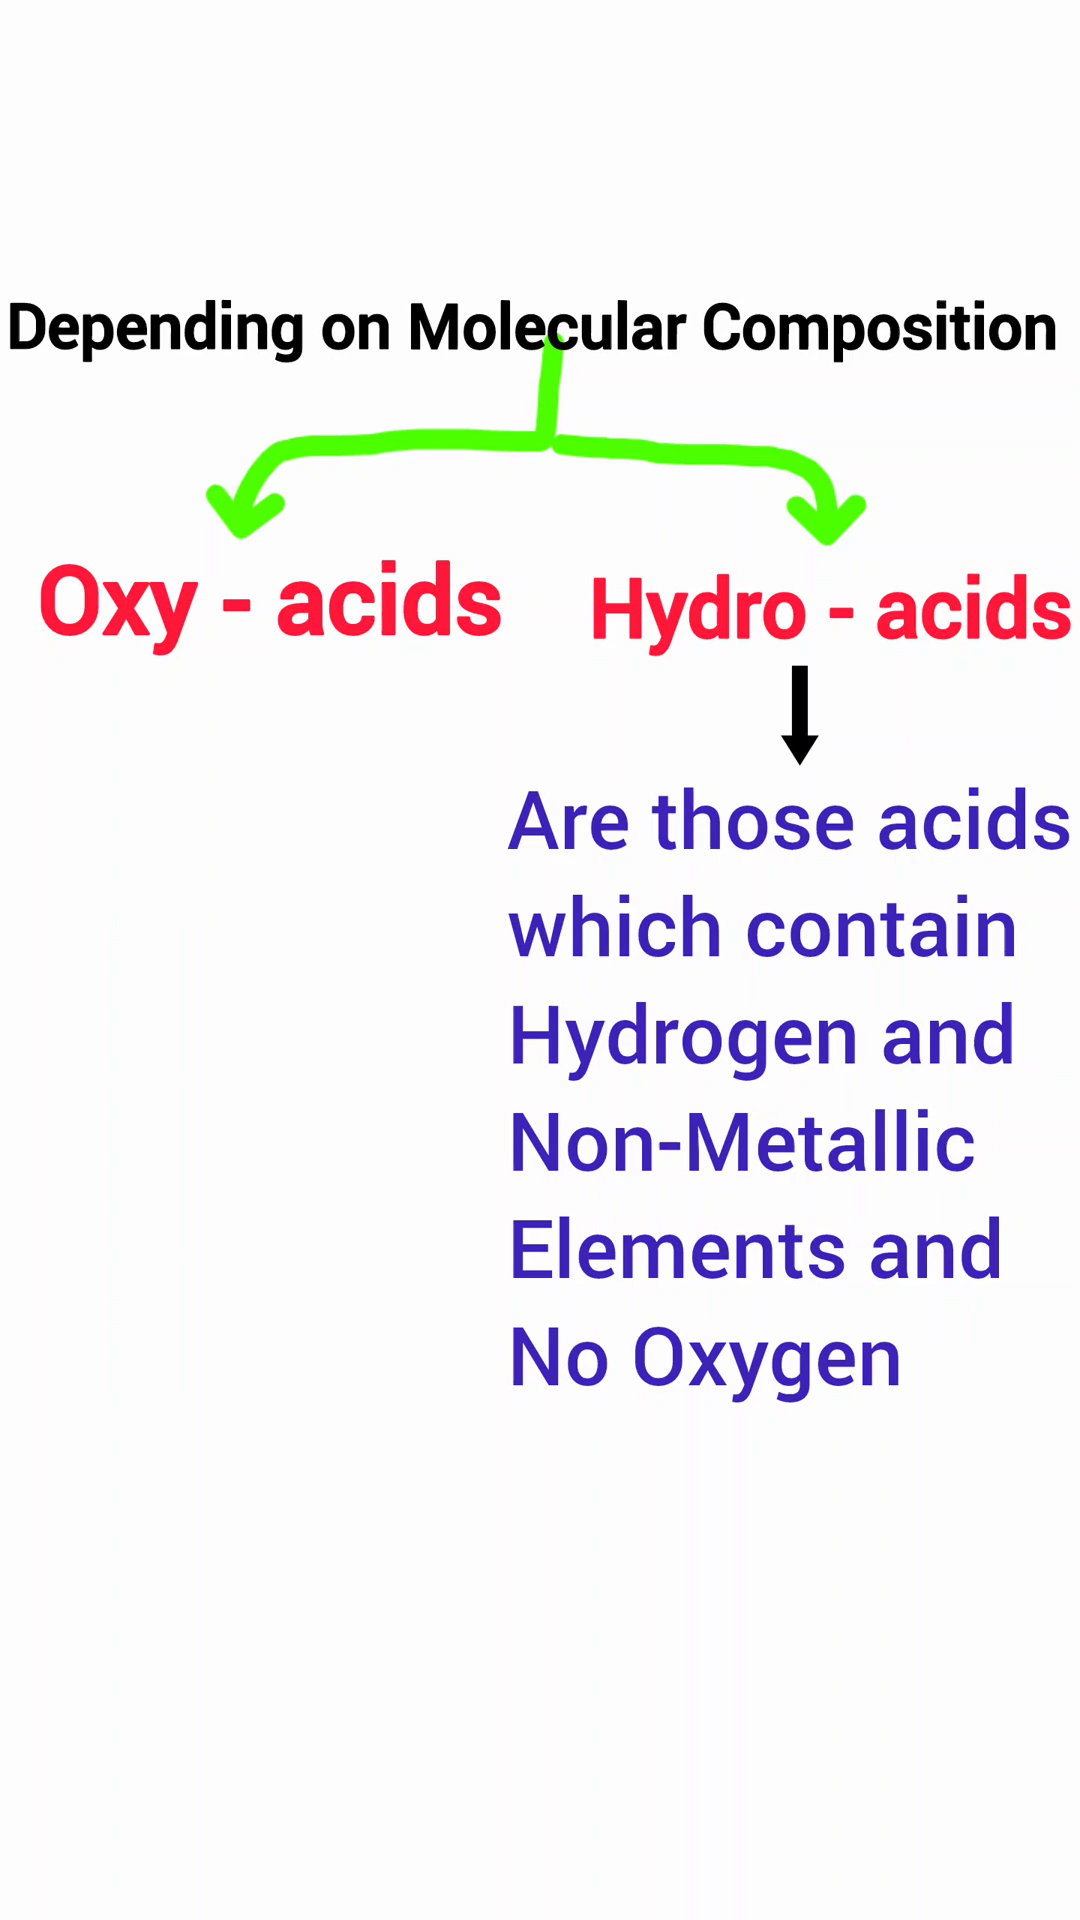 Depending on Molecular Composition
Oxy - acids
Hydro - acids
Are those acids
which contain
Hydrogen and
Non-Metallic
Elements and
No Oxygen